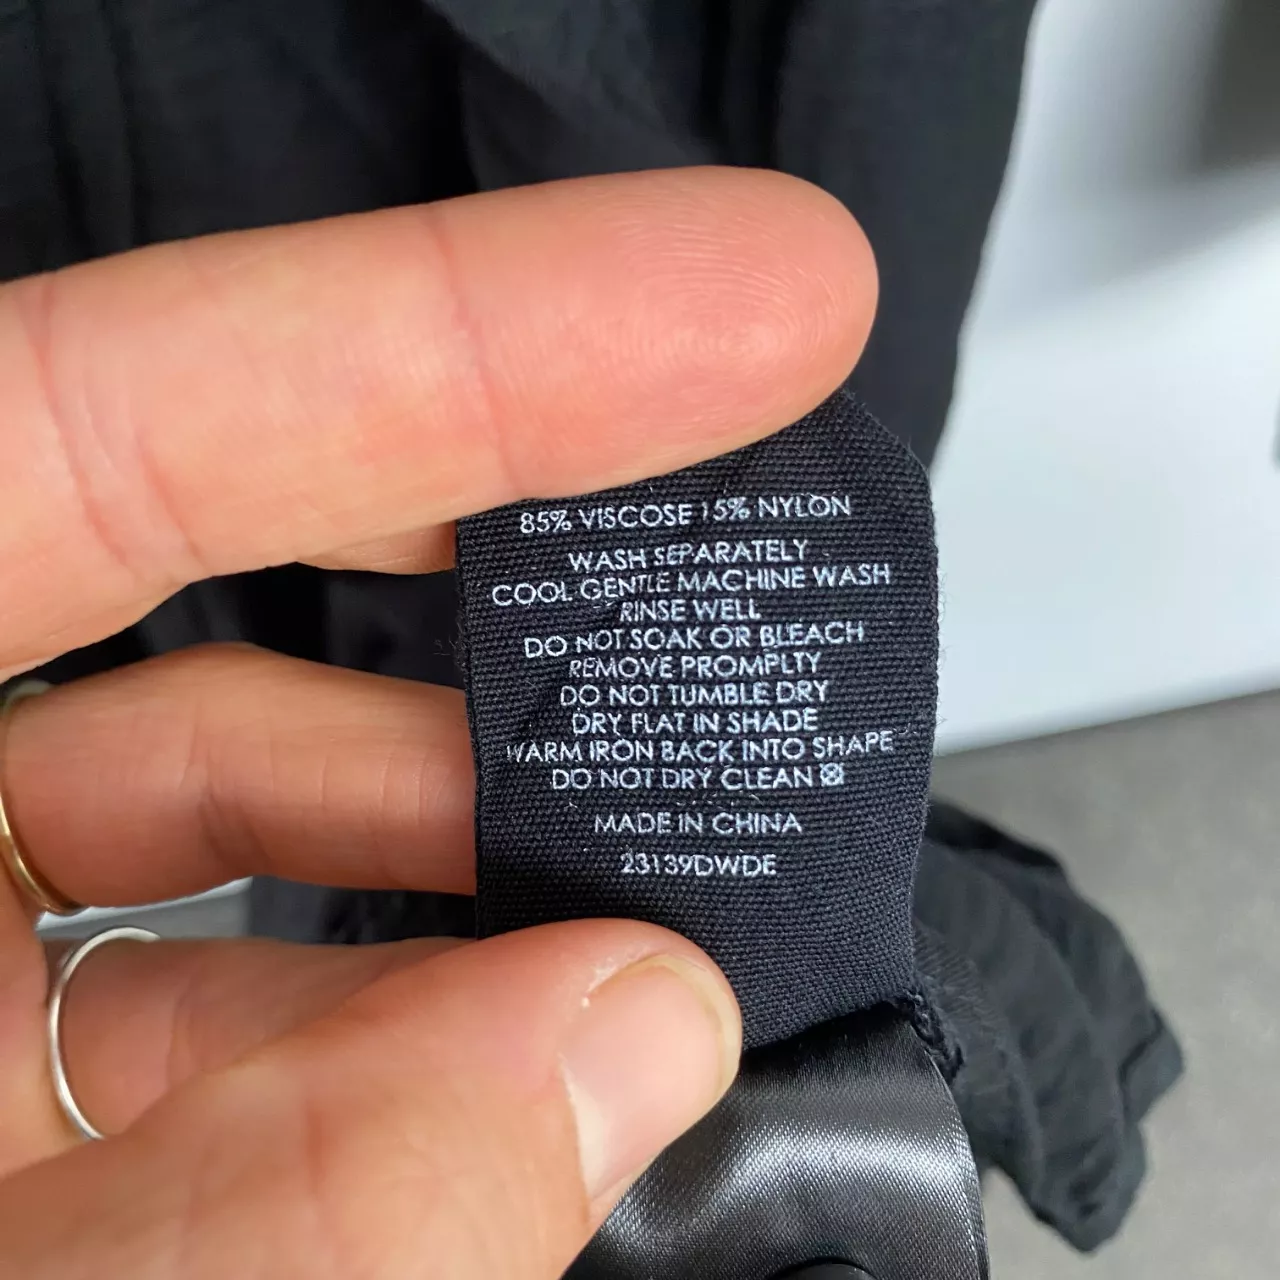 85% VISCOSE 15% NYLON
WASH SEPARATELY
COOL GENTLE MACHINE WASH
RINSE WELL
DO NOT SOAK OR BLEACH
REMOVE PROMPLTY
DO NOT TUMBLE DRY
DRY FLAT IN SHADE
WARM IRON BACK INTO SHAPE
DO NOT DRY CLEAN
MADE IN CHINA
23139DWDE